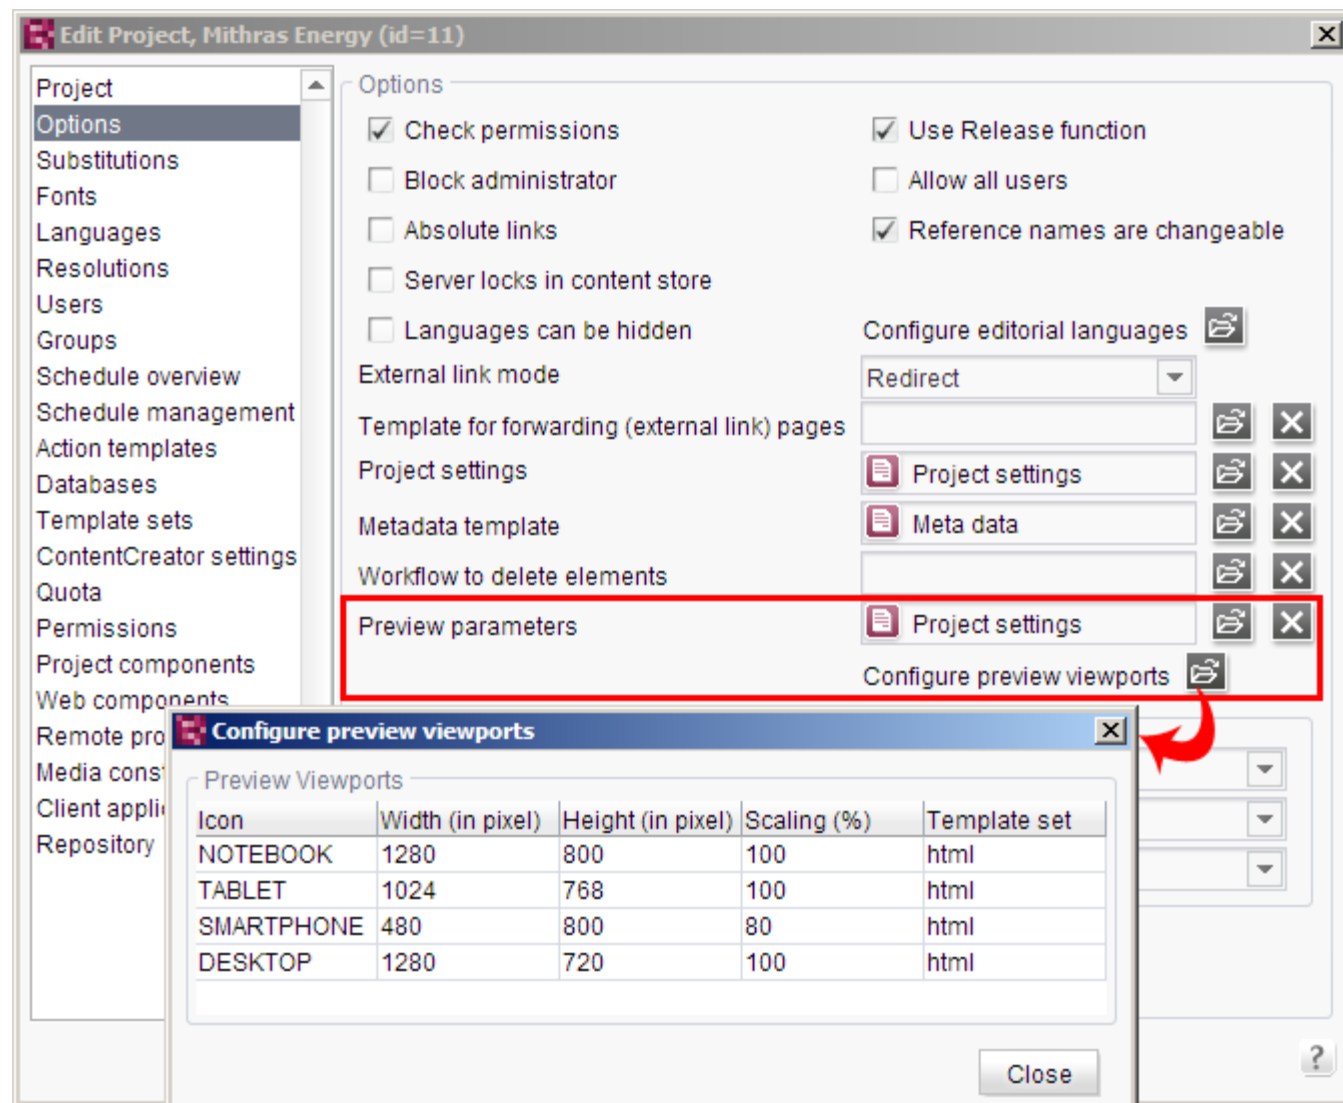 Edit Project, Mithras Energy (id=11)
Project
Options
Substitutions
Fonts
Languages
Resolutions
Users
Groups
Schedule overview
Schedule management
Action templates
Databases
Template sets
ContentCreator settings
Quota
Permissions
Project components
Web components
Remote pro
Media const
Client appli
Repository
Options
Check permissions
Use Release function
Block administrator
Allow all users
Absolute links
Reference names are changeable
Server locks in content store
Languages can be hidden
Configure editorial languages
External link mode
Redirect
Template for forwarding (external link) pages
Project settings
Project settings
Metadata template
Meta data
Workflow to delete elements
Preview parameters
Project settings
Configure preview viewports
Configure preview viewports
Preview Viewports
Icon Width (in pixel) Height (in pixel) Scaling (%) Template set
NOTEBOOK 1280 800 100 html
TABLET 1024 768 100 html
SMARTPHONE 480 800 80 html
DESKTOP 1280 720 100 html
Close
?